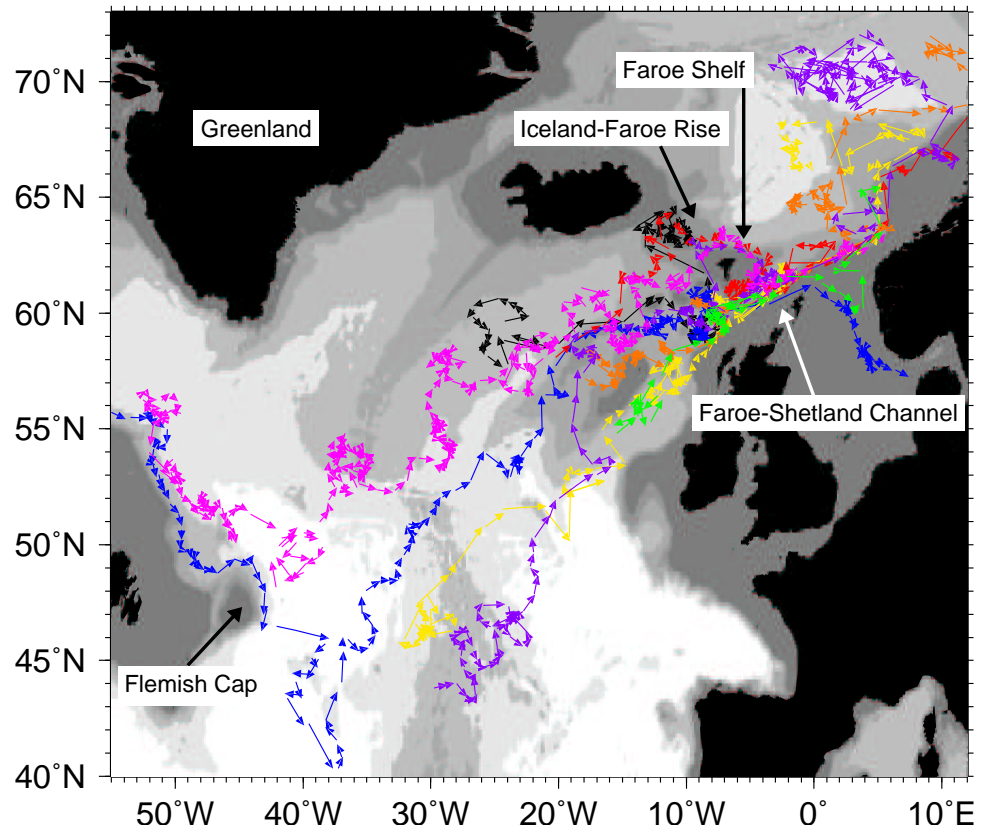 70˚N
65˚N
60˚N
55˚N
50˚N
45˚N
40˚N
Greenland
Faroe Shelf
Iceland-Faroe Rise
Faroe-Shetland Channel
Flemish Cap
50˚W
40˚W
30˚W
20˚W
10˚W
0˚
10˚E